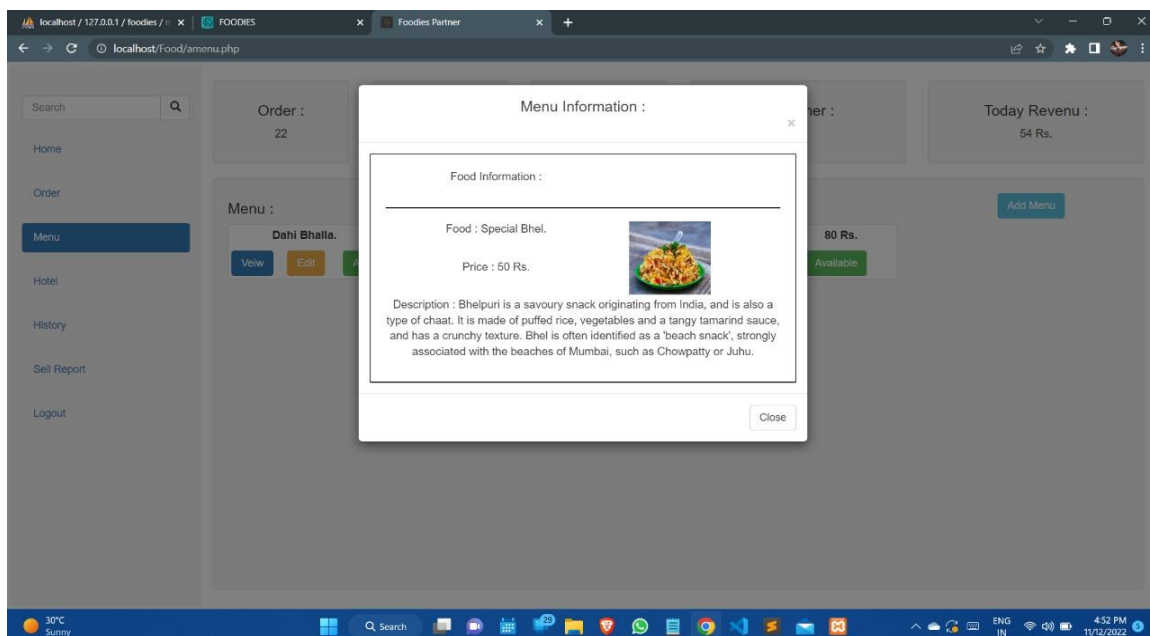 localhost / 127.0.0.1 / foodies /
FOODIES
Foodies Partner
localhost/Food/amenu.php
Search
Home
Order
Menu
Hotel
History
Sell Report
Logout
Order :
22
Today Revenu :
54 Rs.
Menu :
Add Menu
Dahi Bhalla.
80 Rs.
Veiw
Edit
Available
Menu Information :
×
Food Information :
Food : Special Bhel.
Price : 50 Rs.
Description : Bhelpuri is a savoury snack originating from India, and is also a
type of chaat. It is made of puffed rice, vegetables and a tangy tamarind sauce,
and has a crunchy texture. Bhel is often identified as a 'beach snack', strongly
associated with the beaches of Mumbai, such as Chowpatty or Juhu.
Close
30°C
Sunny
Search
29
ENG
IN
4:52 PM
11/12/2022
3